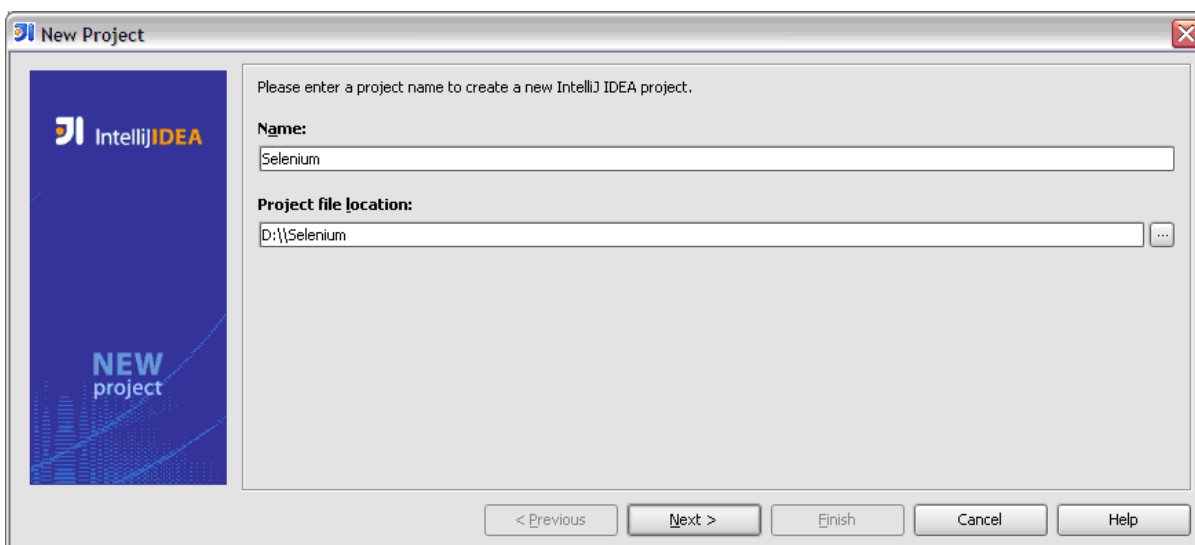 New Project
IntelliJIDEA
NEW
project
Please enter a project name to create a new IntelliJ IDEA project.
Name:
Selenium
Project file location:
D:\\Selenium
...
< Previous
Next >
Finish
Cancel
Help